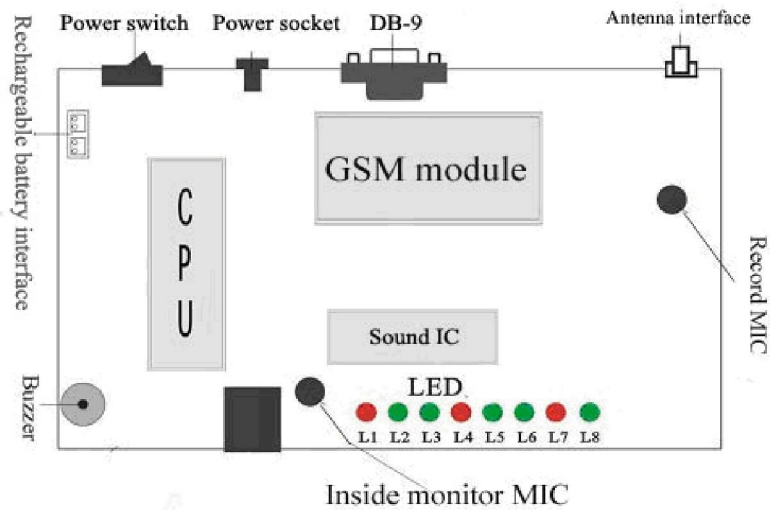 Power switch
Power socket
DB-9
Antenna interface
Rechargeable battery interface
GSM module
CPU
Record MIC
Sound IC
Buzzer
LED
L1 L2 L3 L4 L5 L6 L7 L8
Inside monitor MIC